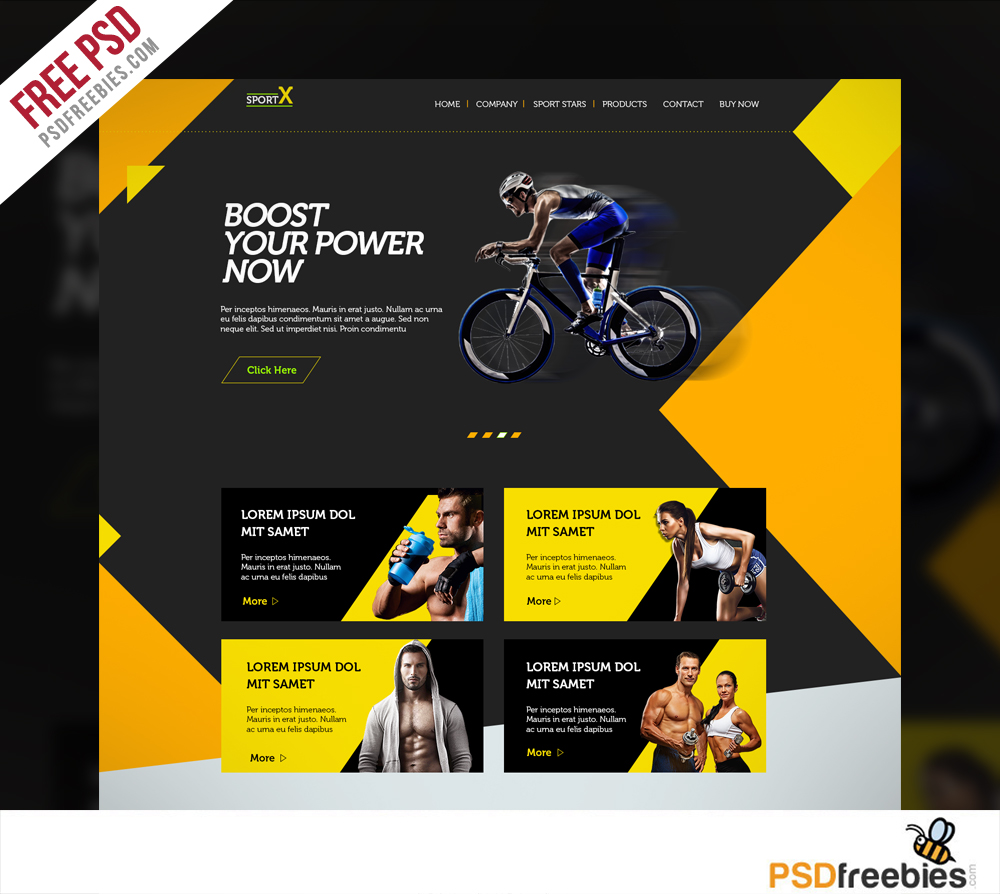 FREE PSD
PSDFREEBIES.COM
SPORTX
HOME | COMPANY | SPORT STARS | PRODUCTS CONTACT BUY NOW
BOOST
YOUR POWER
NOW
Per inceptos himenaeos. Mauris in erat justo. Nullam ac urna
eu felis dapibus condimentum sit amet a augue. Sed non
neque elit. Sed ut imperdiet nisi. Proin condimentu
Click Here
LOREM IPSUM DOL
MIT SAMET
Per inceptos himenaeos.
Mauris in erat justo. Nullam
ac urna eu felis dapibus
More
LOREM IPSUM DOL
MIT SAMET
Per inceptos himenaeos.
Mauris in erat justo. Nullam
ac urna eu felis dapibus
More
LOREM IPSUM DOL
MIT SAMET
Per inceptos himenaeos.
Mauris in erat justo. Nullam
ac urna eu felis dapibus
More
LOREM IPSUM DOL
MIT SAMET
Per inceptos himenaeos.
Mauris in erat justo. Nullam
ac urna eu felis dapibus
More
PSDfreebies.com